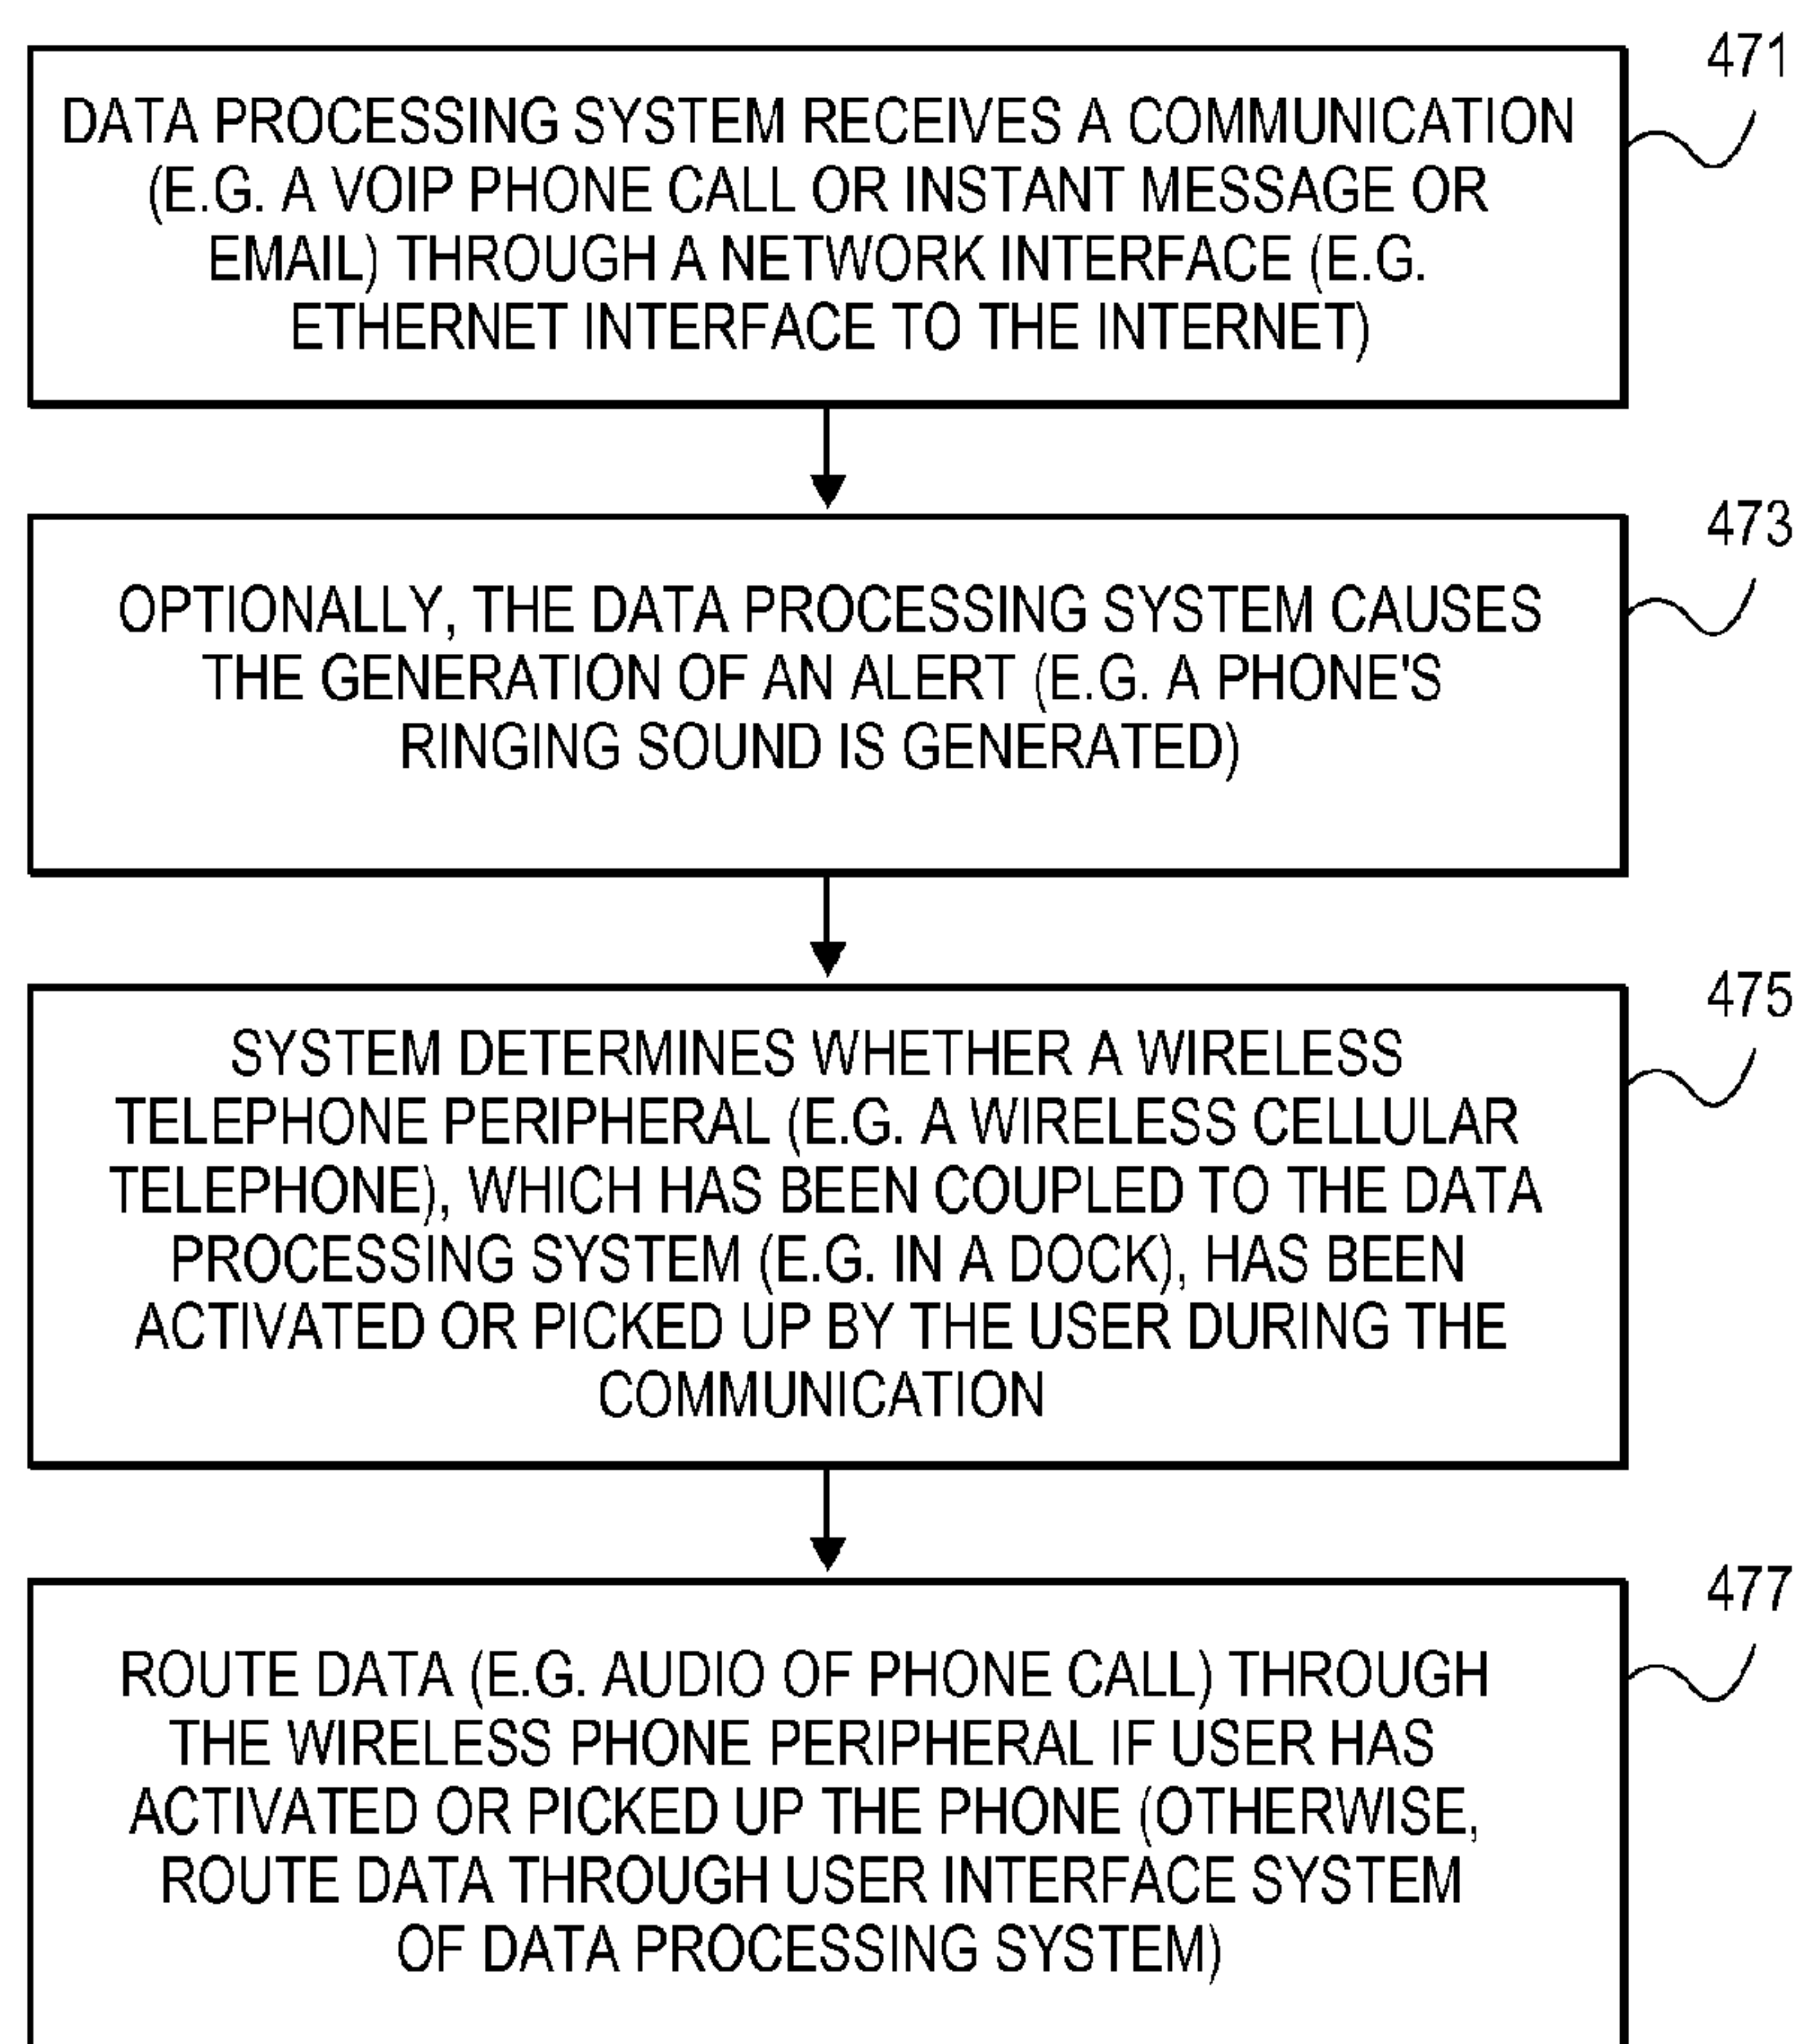 471
DATA PROCESSING SYSTEM RECEIVES A COMMUNICATION
(E.G. A VOIP PHONE CALL OR INSTANT MESSAGE OR
EMAIL) THROUGH A NETWORK INTERFACE (E.G.
ETHERNET INTERFACE TO THE INTERNET)
473
OPTIONALLY, THE DATA PROCESSING SYSTEM CAUSES
THE GENERATION OF AN ALERT (E.G. A PHONE'S
RINGING SOUND IS GENERATED)
475
SYSTEM DETERMINES WHETHER A WIRELESS
TELEPHONE PERIPHERAL (E.G. A WIRELESS CELLULAR
TELEPHONE), WHICH HAS BEEN COUPLED TO THE DATA
PROCESSING SYSTEM (E.G. IN A DOCK), HAS BEEN
ACTIVATED OR PICKED UP BY THE USER DURING THE
COMMUNICATION
477
ROUTE DATA (E.G. AUDIO OF PHONE CALL) THROUGH
THE WIRELESS PHONE PERIPHERAL IF USER HAS
ACTIVATED OR PICKED UP THE PHONE (OTHERWISE,
ROUTE DATA THROUGH USER INTERFACE SYSTEM
OF DATA PROCESSING SYSTEM)